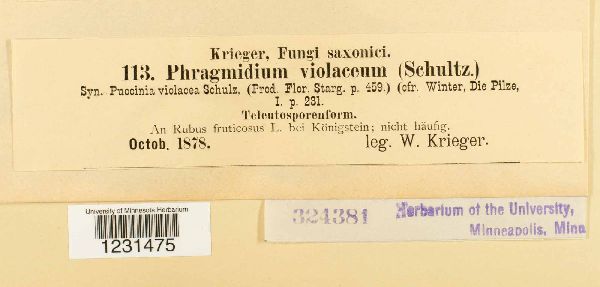 Krieger, Fungi saxonici.
113. Phragmidium violaceum (Schultz.)
Syn. Puccinia violacea Schulz, (Prod. Flor. Starg. p. 459.) (cfr. Winter, Die Pilze,
I. p. 231.
Teleutosporenform.
An Rubus fruticosus L. bei Königstein; nicht häufig.
Octob. 1878. leg. W. Krieger.
University of Minnesota Herbarium
1231475
324381
Herbarium of the University,
Minneapolis, Minn